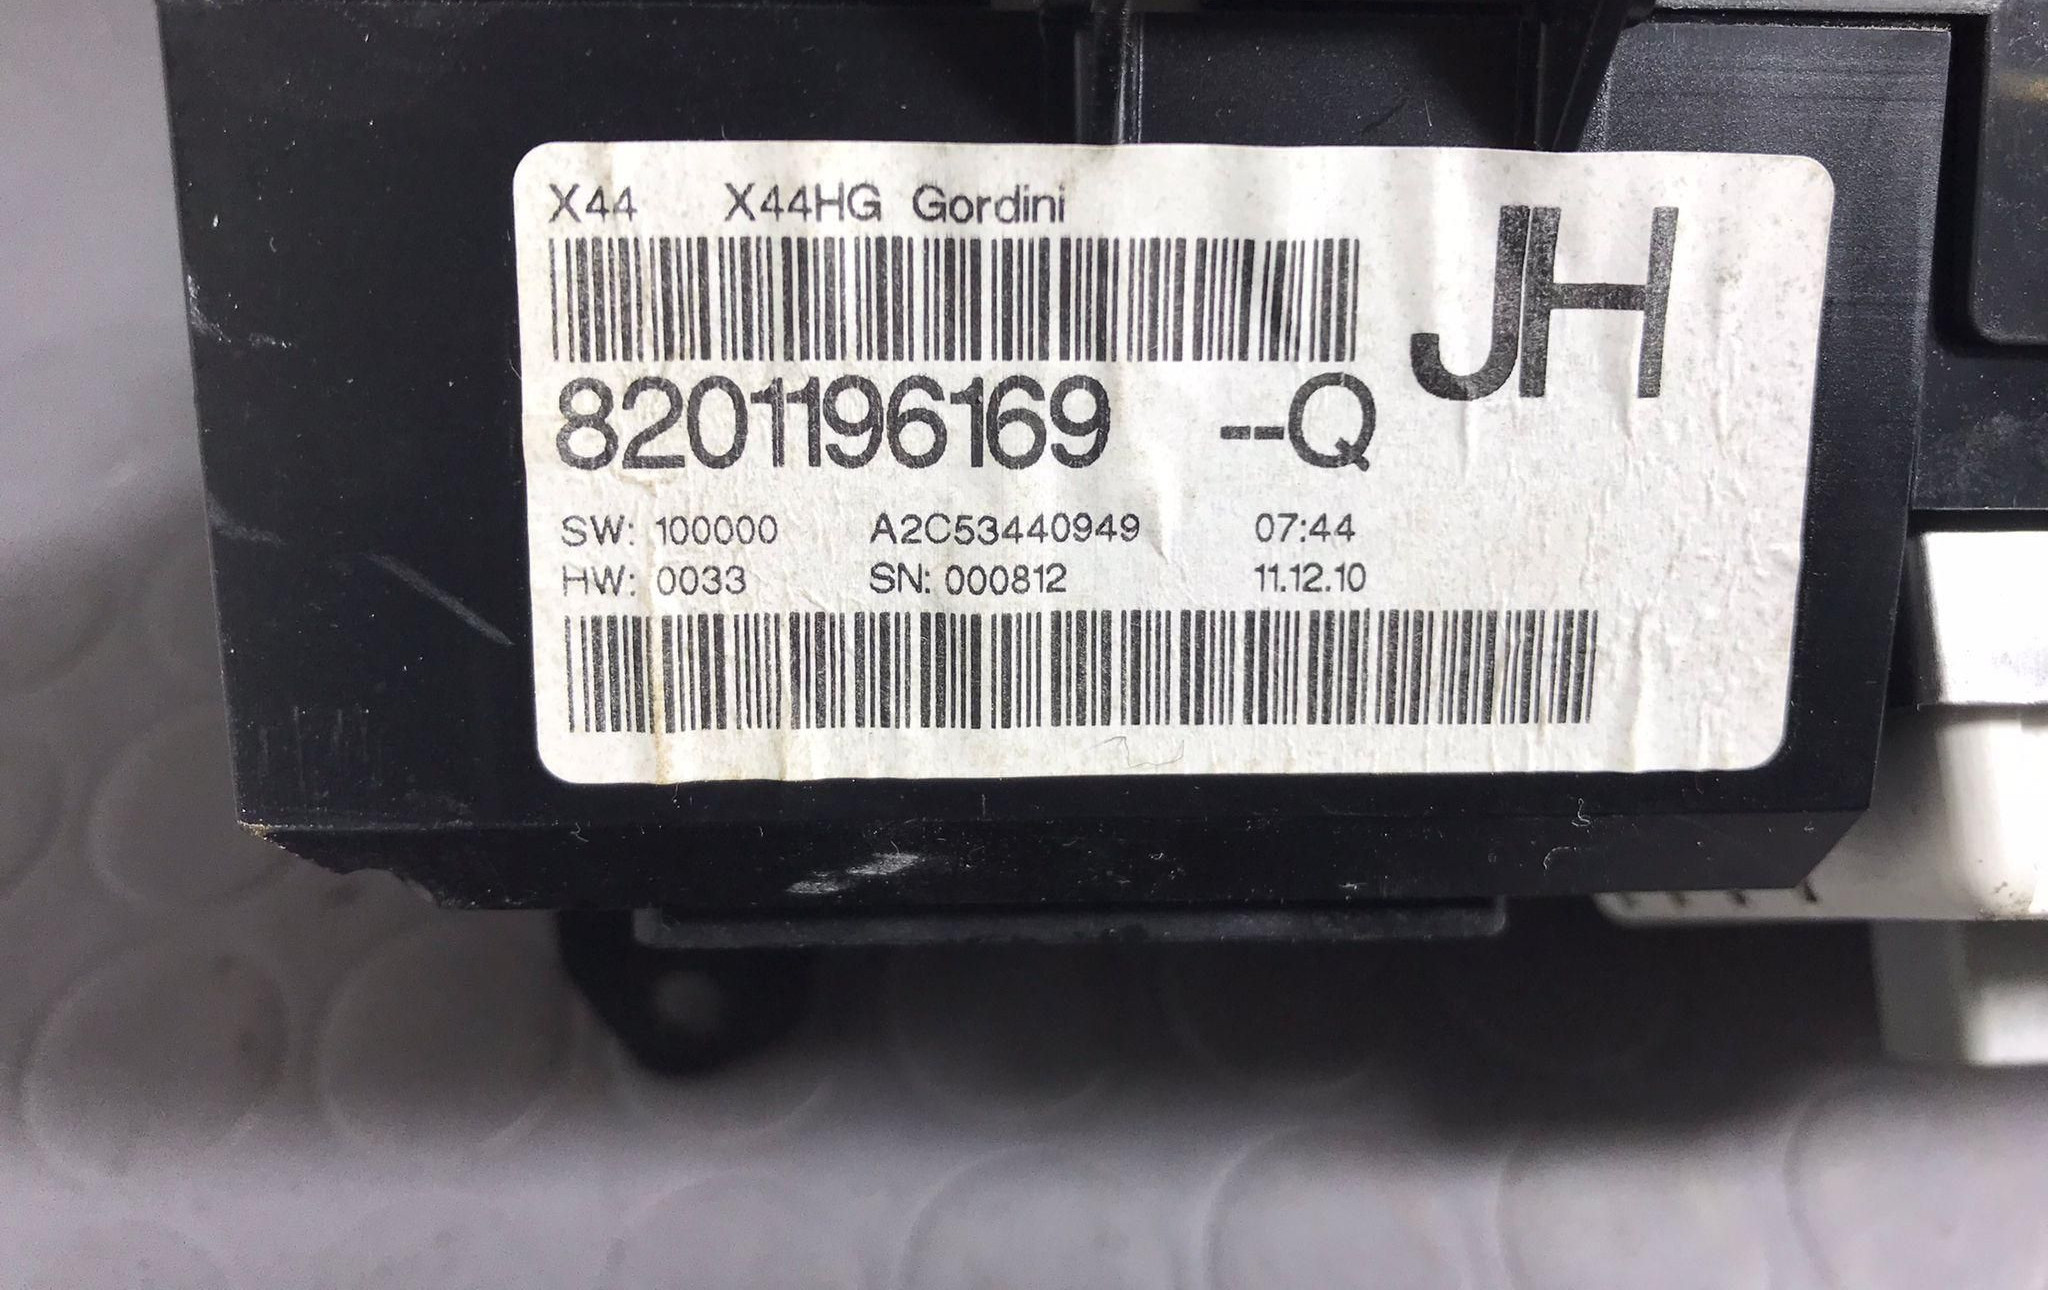 X44 X44HG Gordini
JH
8201196169 --Q
SW: 100000 A2C53440949 07:44
HW: 0033 SN: 000812 11.12.10